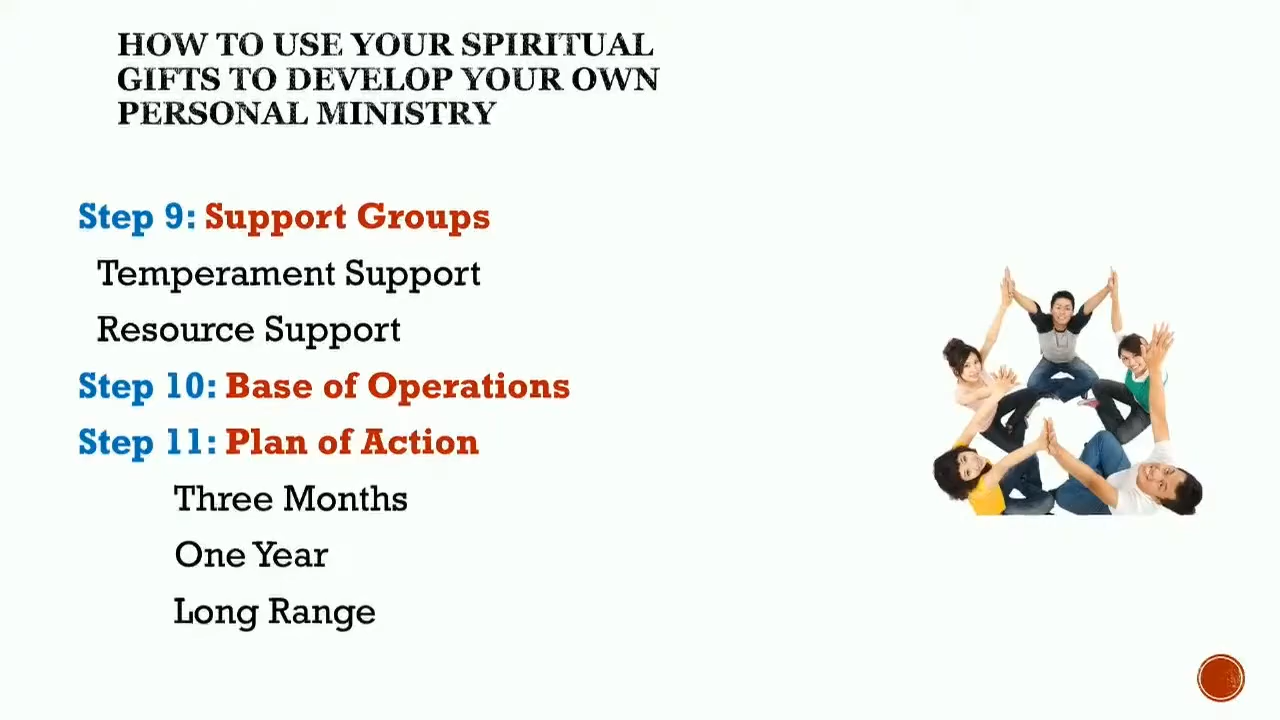 HOW TO USE YOUR SPIRITUAL
GIFTS TO DEVELOP YOUR OWN
PERSONAL MINISTRY
Step 9: Support Groups
Temperament Support
Resource Support
Step 10: Base of Operations
Step 11: Plan of Action
Three Months
One Year
Long Range